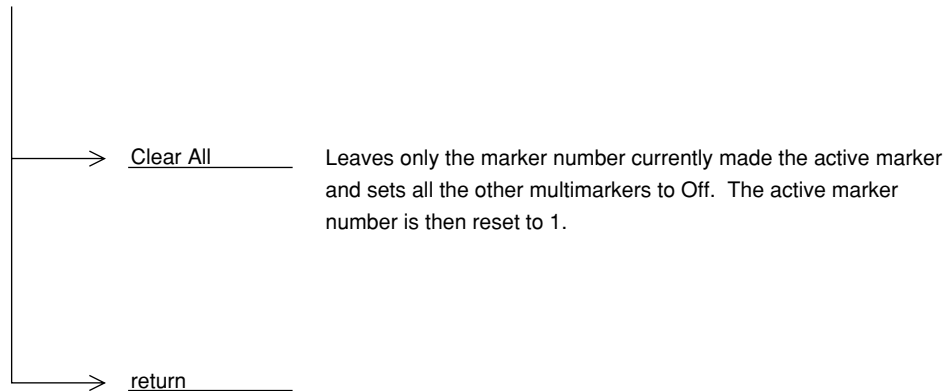 Clear All
Leaves only the marker number currently made the active marker
and sets all the other multimarkers to Off. The active marker
number is then reset to 1.
return